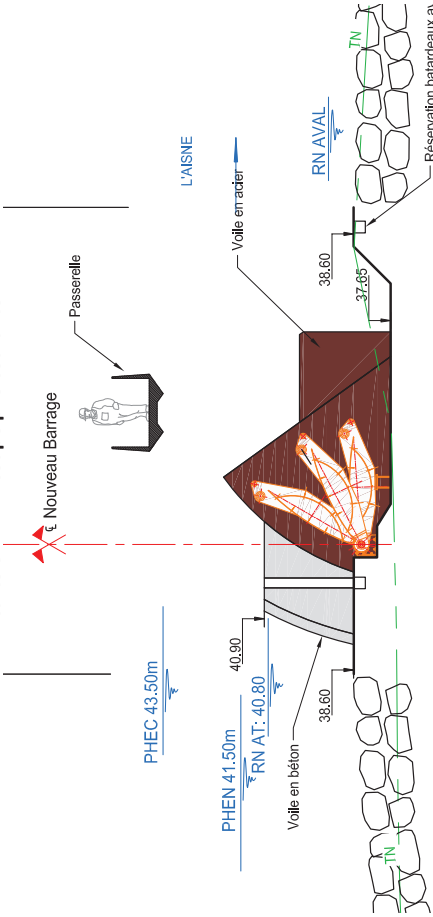 ℄ Nouveau Barrage
Passerelle
L'AISNE
Voile en acier
RN AVAL
TN
38.60
37.65
PHEC 43.50m
PHEN 41.50m
RN AT: 40.80
40.90
Voile en béton
38.60
TN
Réservation batardeaux